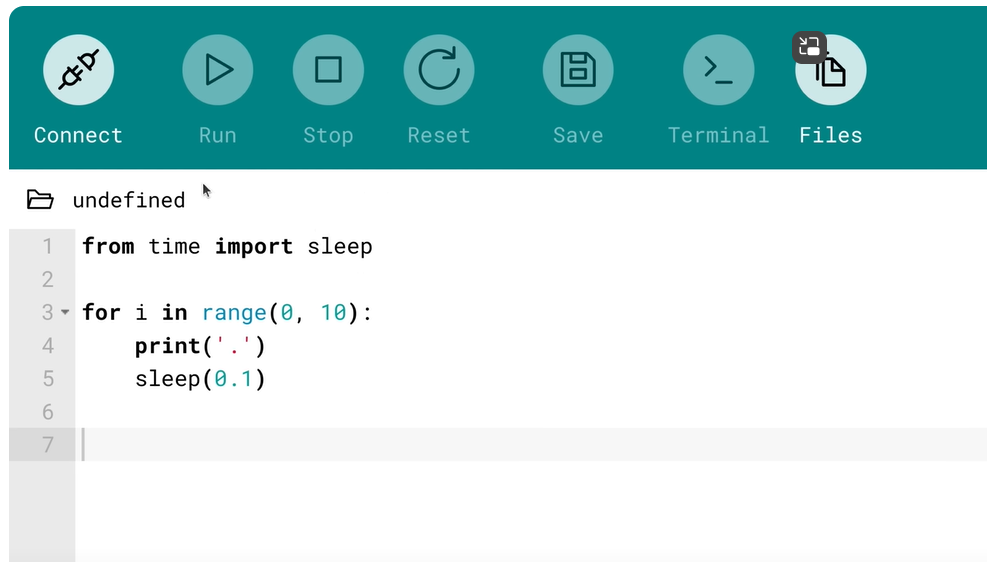 Connect Run Stop Reset Save Terminal Files
undefined
1 from time import sleep
2
3 for i in range(0, 10):
4     print('.')
5     sleep(0.1)
6
7